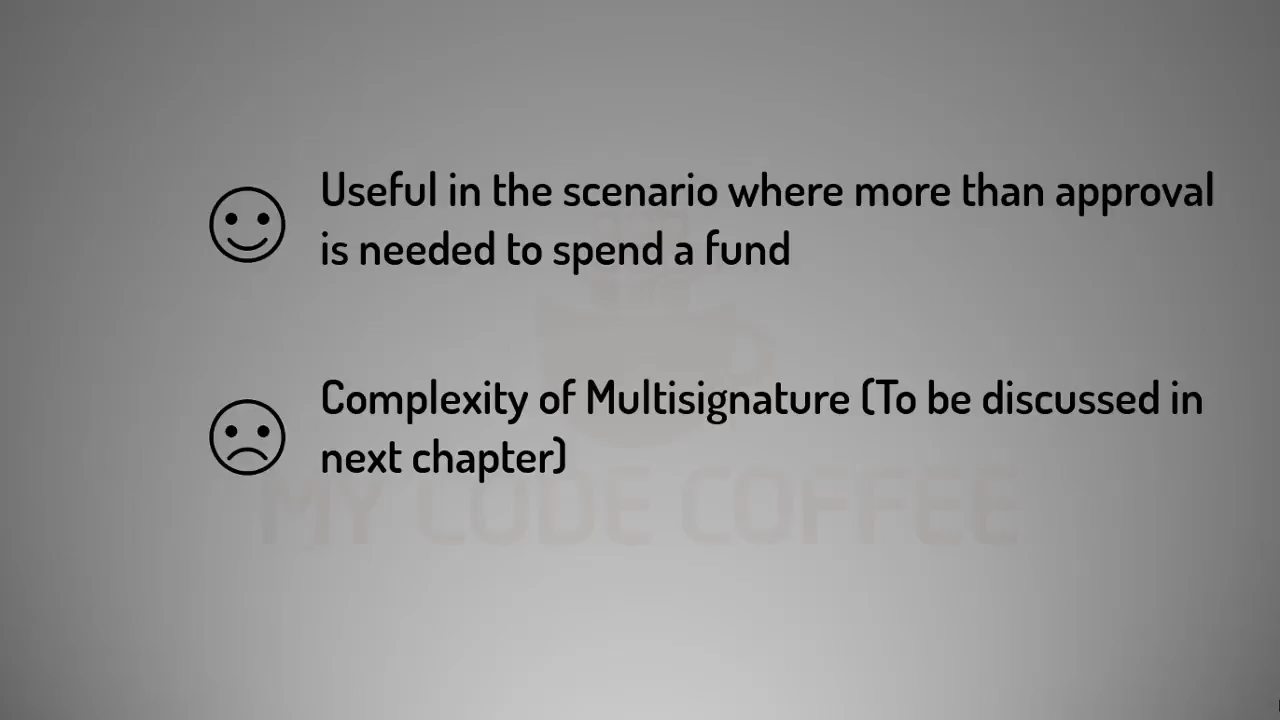 Useful in the scenario where more than approval
is needed to spend a fund
Complexity of Multisignature (To be discussed in
next chapter)
MY CODE COFFEE